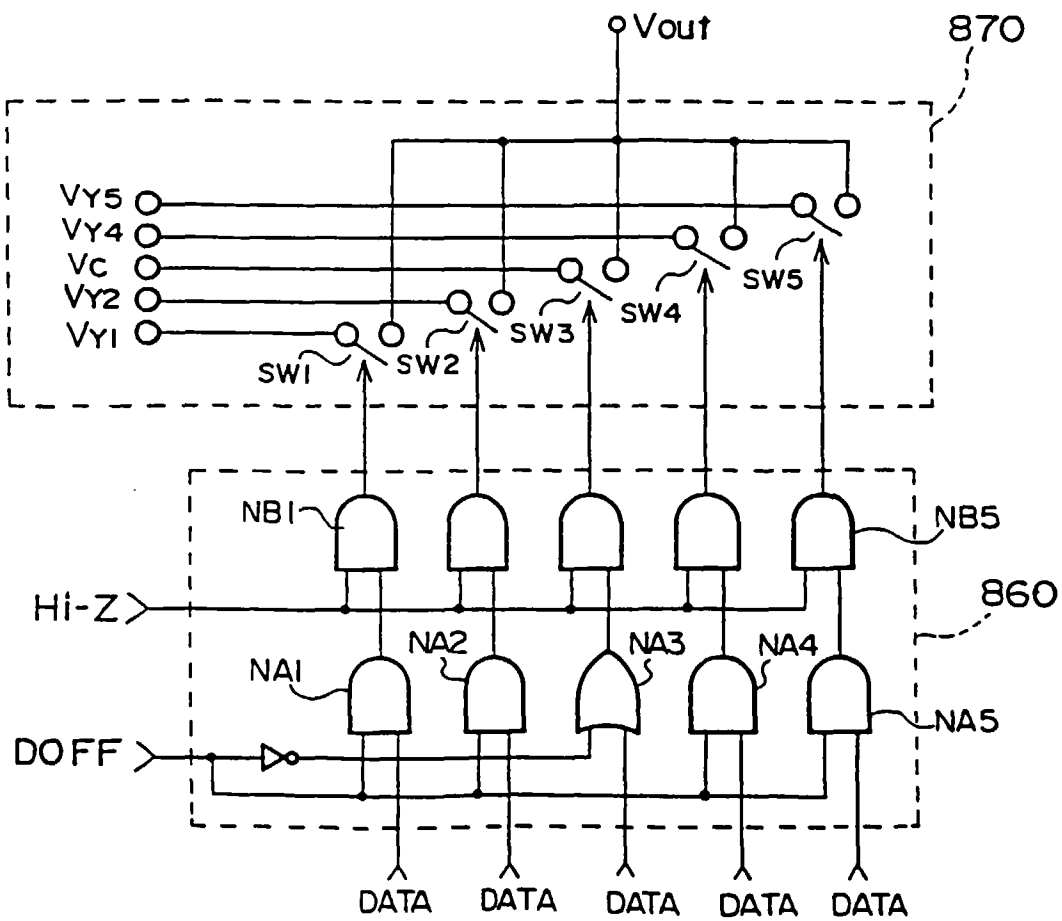 Vout
870
VY5
VY4
VC
VY2
VY1
SW1
SW2
SW3
SW4
SW5
NB1
NB5
Hi-Z
860
NA1
NA2
NA3
NA4
NA5
DOFF
DATA
DATA
DATA
DATA
DATA